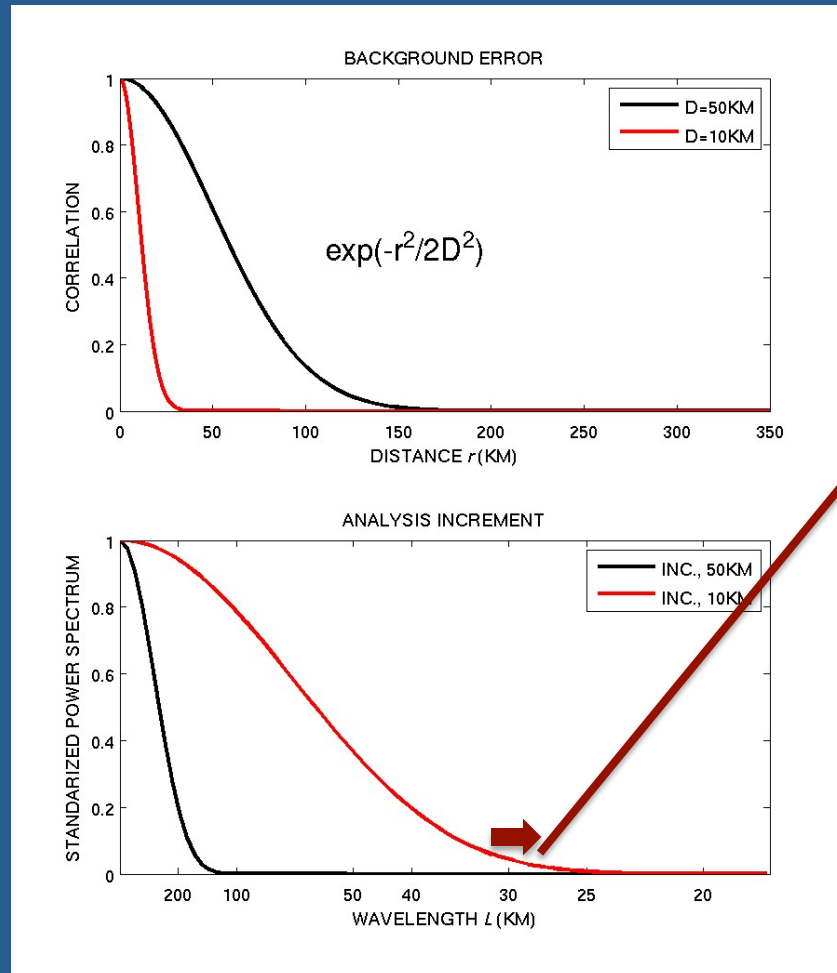 BACKGROUND ERROR
1
0.8
0.6
0.4
0.2
0
CORRELATION
D=50KM
D=10KM
exp(-r²/2D²)
0 50 100 150 200 250 300 350
DISTANCE r(KM)
ANALYSIS INCREMENT
1
0.8
0.6
0.4
0.2
0
STANDARIZED POWER SPECTRUM
INC., 50KM
INC., 10KM
200 100 50 40 30 25 20
WAVELENGTH L(KM)